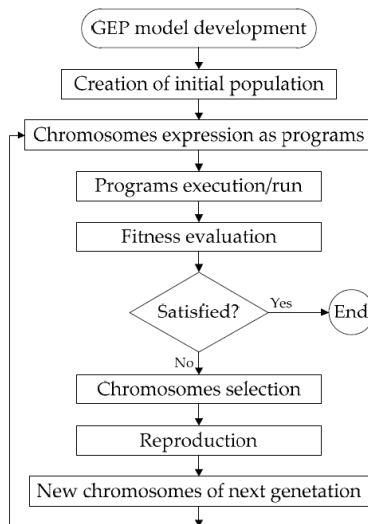 GEP model development
Creation of initial population
Chromosomes expression as programs
Programs execution/run
Fitness evaluation
Satisfied?
Yes
End
No
Chromosomes selection
Reproduction
New chromosomes of next genetation